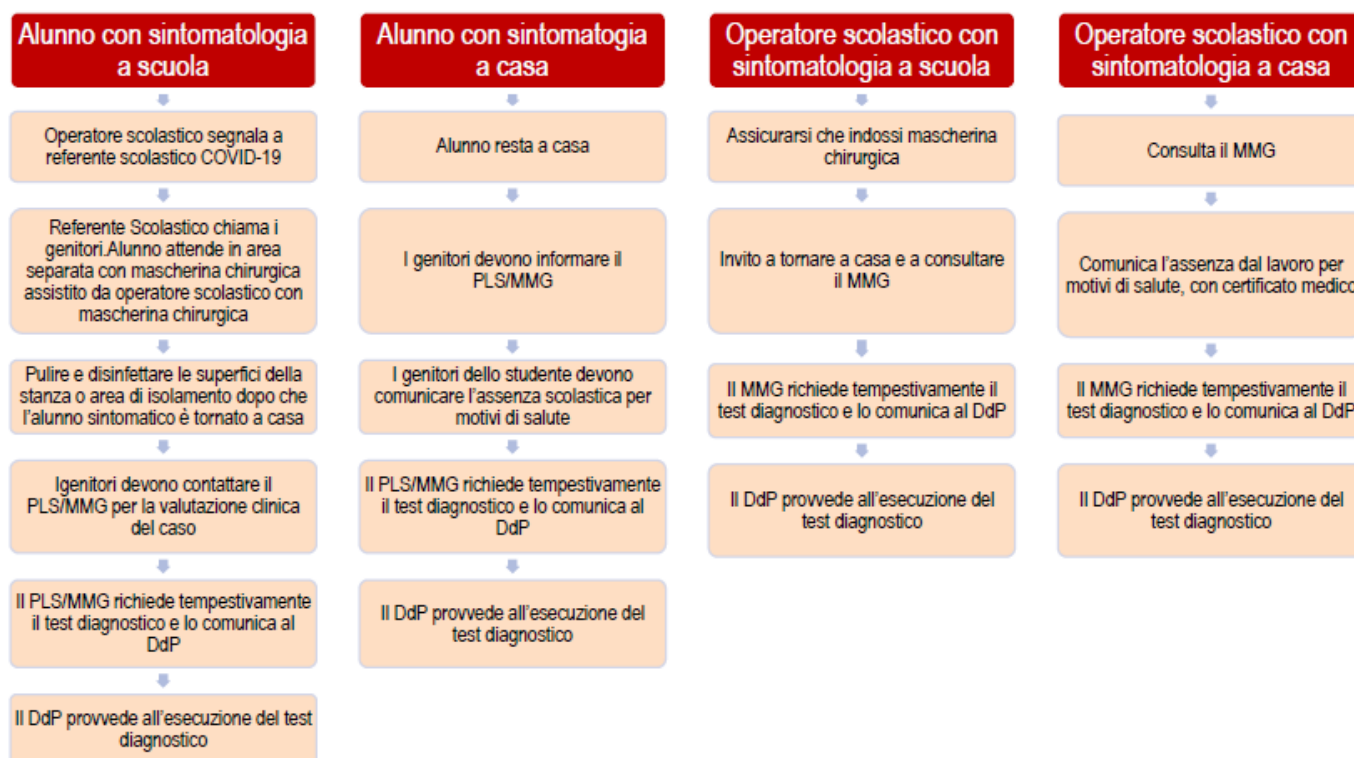 Alunno con sintomatologia
a scuola
Operatore scolastico segnala a
referente scolastico COVID-19
Referente Scolastico chiama i
genitori.Alunno attende in area
separata con mascherina chirurgica
assistito da operatore scolastico con
mascherina chirurgica
Pulire e disinfettare le superfici della
stanza o area di isolamento dopo che
l'alunno sintomatico è tornato a casa
Igenitori devono contattare il
PLS/MMG per la valutazione clinica
del caso
Il PLS/MMG richiede tempestivamente
il test diagnostico e lo comunica al
DdP
Il DdP provvede all'esecuzione del test
diagnostico
Alunno con sintomatogia
a casa
Alunno resta a casa
I genitori devono informare il
PLS/MMG
I genitori dello studente devono
comunicare l'assenza scolastica per
motivi di salute
Il PLS/MMG richiede tempestivamente
il test diagnostico e lo comunica al
DdP
Il DdP provvede all'esecuzione del
test diagnostico
Operatore scolastico con
sintomatologia a scuola
Assicurarsi che indossi mascherina
chirurgica
Invito a tornare a casa e a consultare
il MMG
Il MMG richiede tempestivamente il
test diagnostico e lo comunica al DdP
Il DdP provvede all'esecuzione del
test diagnostico
Operatore scolastico con
sintomatologia a casa
Consulta il MMG
Comunica l'assenza dal lavoro per
motivi di salute, con certificato medico
Il MMG richiede tempestivamente il
test diagnostico e lo comunica al DdP
Il DdP provvede all'esecuzione del
test diagnostico